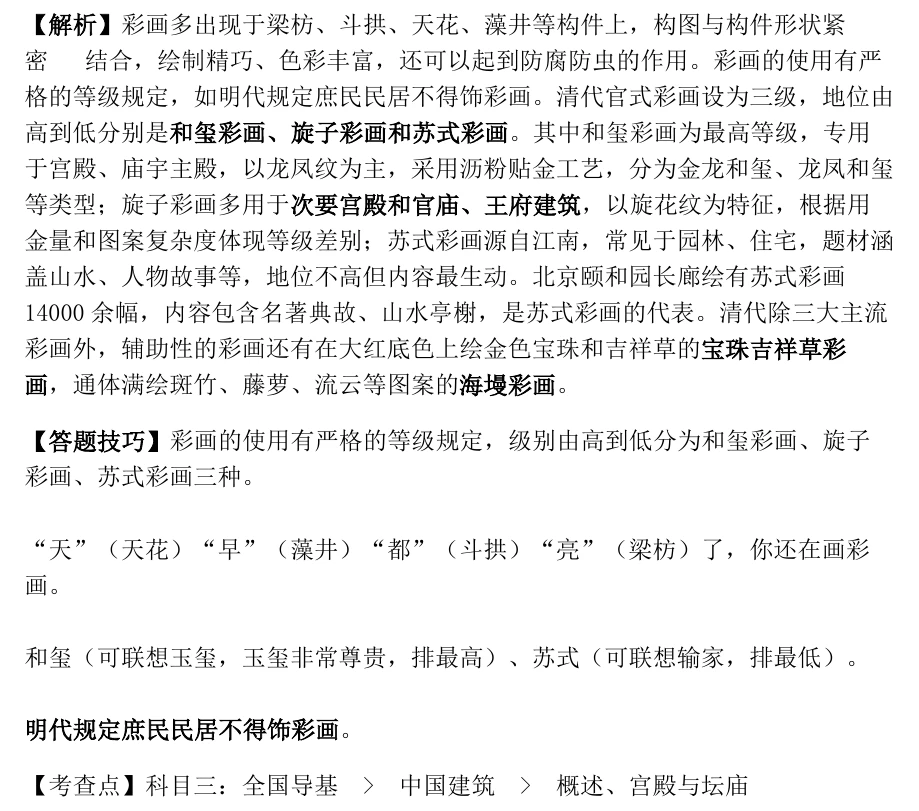 【解析】彩画多出现于梁枋、斗拱、天花、藻井等构件上，构图与构件形状紧
密 结合，绘制精巧、色彩丰富，还可以起到防腐防虫的作用。彩画的使用有严
格的等级规定，如明代规定庶民民居不得饰彩画。清代官式彩画设为三级，地位由
高到低分别是和玺彩画、旋子彩画和苏式彩画。其中和玺彩画为最高等级，专用
于宫殿、庙宇主殿，以龙凤纹为主，采用沥粉贴金工艺，分为金龙和玺、龙凤和玺
等类型；旋子彩画多用于次要宫殿和官庙、王府建筑，以旋花纹为特征，根据用
金量和图案复杂度体现等级差别；苏式彩画源自江南，常见于园林、住宅，题材涵
盖山水、人物故事等，地位不高但内容最生动。北京颐和园长廊绘有苏式彩画
14000 余幅，内容包含名著典故、山水亭榭，是苏式彩画的代表。清代除三大主流
彩画外，辅助性的彩画还有在大红底色上绘金色宝珠和吉祥草的宝珠吉祥草彩
画，通体满绘斑竹、藤萝、流云等图案的海墁彩画。
【答题技巧】彩画的使用有严格的等级规定，级别由高到低分为和玺彩画、旋子
彩画、苏式彩画三种。
“天”（天花）“早”（藻井）“都”（斗拱）“亮”（梁枋）了，你还在画彩
画。
和玺（可联想玉玺，玉玺非常尊贵，排最高）、苏式（可联想输家，排最低）。
明代规定庶民民居不得饰彩画。
【考查点】科目三：全国导基 > 中国建筑 > 概述、宫殿与坛庙